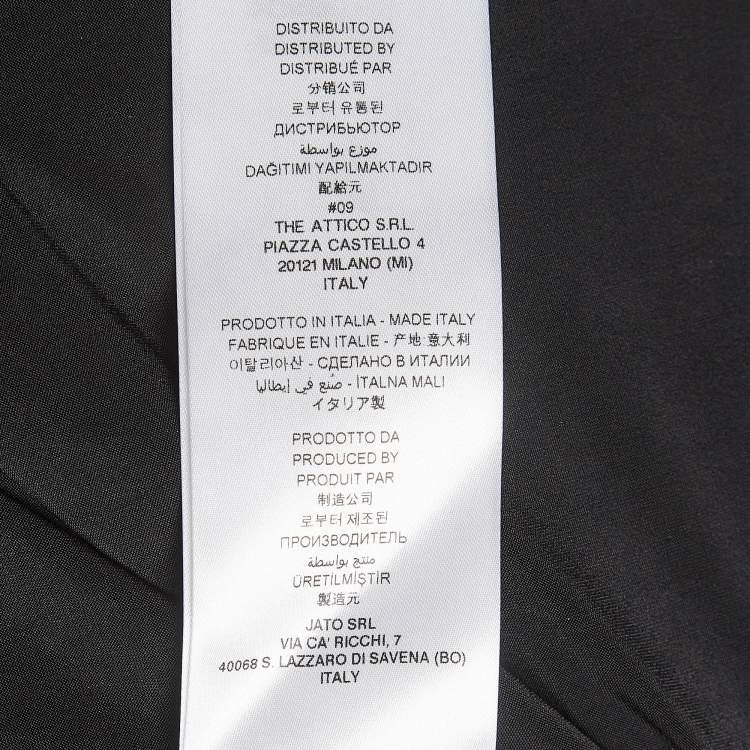 DISTRIBUITO DA
DISTRIBUTED BY
DISTRIBUÉ PAR
分销公司
로부터 유통된
ДИСТРИБЬЮТОР
موزع بواسطة
DAĞITIMI YAPILMAKTADIR
配給元
#09
THE ATTICO S.R.L.
PIAZZA CASTELLO 4
20121 MILANO (MI)
ITALY
PRODOTTO IN ITALIA - MADE ITALY
FABRIQUE EN ITALIE - 产地:意大利
이탈리아산 - СДЕЛАНО В ИТАЛИИ
صُنع في إيطاليا - İTALNA MALI
イタリア製
PRODOTTO DA
PRODUCED BY
PRODUIT PAR
制造公司
로부터 제조된
ПРОИЗВОДИТЕЛЬ
منتج بواسطة
ÜRETİLMİŞTİR
製造元
JATO SRL
VIA CA' RICCHI, 7
40068 S. LAZZARO DI SAVENA (BO)
ITALY